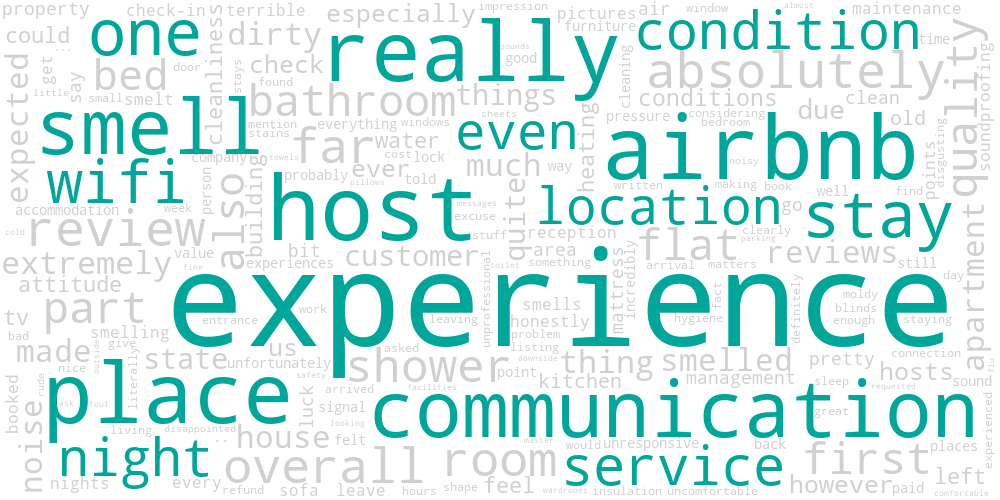 property check-in terrible especially impression pictures air window almost maintenance
could one dirty really furniture condition time
... get say door found check pounds good absolutely
bed bathroom things conditions due clean old
little stays small smelt cleanliness sheets cleaning pressure considering quality soundproofing
expected smell mention everything windows even airbnb bedroom disgusting
stains far water heating noisy
company towels cost lock much way points
wifi person building probably ever told written making book well find
accommodation week also host pillows messages location go stay
cold review value excuse stuff quite reception area clearly parking
extremely fine bit customer something flat reviews still
attitude experiences experience arrival matters day
tv part entrance work leaving unprofessional toilet smells mattress incredibly fact hygiene definitely moldy blinds staying apartment
bad smelling unfortunately asked honestly problem enough connection
made nice give outside state us shower listing downside thing smelled pretty hosts sound
booked rude literally safety arrived facilities point kitchen management sleep requested
place task foul luck signal looking communication great
noise living disappointed .. house felt master would unresponsive back places experienced
night overall room service first left
nights every refund sofa leave hours shape feel wardrobes insulation uncomfortable however paid comfortable